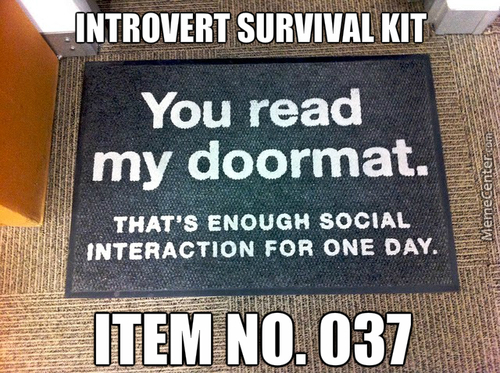 INTROVERT SURVIVAL KIT
You read
my doormat.
THAT'S ENOUGH SOCIAL
INTERACTION FOR ONE DAY.
ITEM NO. 037
Memecenter.com